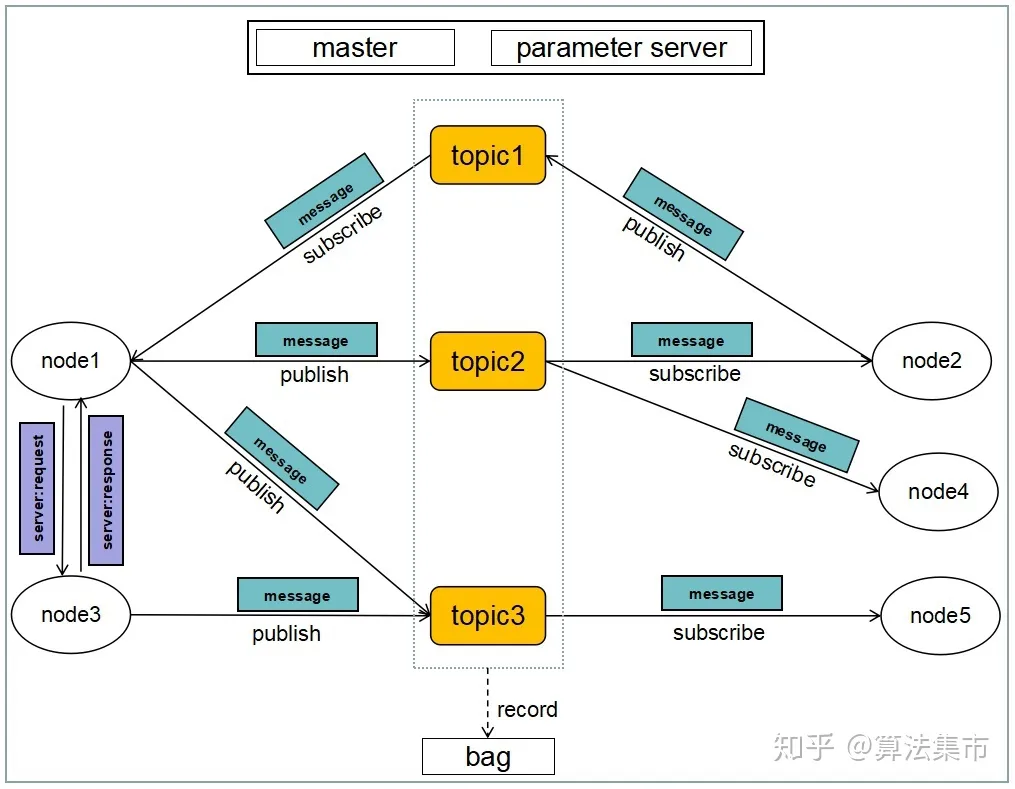 master
parameter server
topic1
message
subscribe
message
publish
node1
message
publish
topic2
message
subscribe
node2
message
publish
message
subscribe
node4
server:request
server:response
node3
message
publish
topic3
message
subscribe
node5
record
bag
知乎 @算法集市